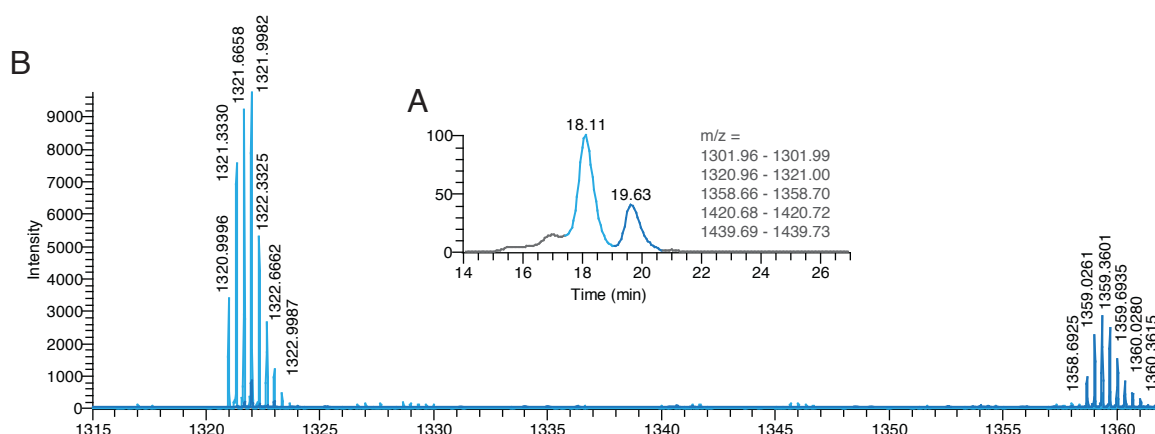 B
1320.9996
1321.3330
1321.6658
1321.9982
1322.3325
1322.6662
1322.9987
9000
8000
7000
6000
5000
4000
3000
2000
1000
0
Intensity
A
18.11
19.63
100
50
0
14 16 18 20 22 24 26
Time (min)
m/z =
1301.96 - 1301.99
1320.96 - 1321.00
1358.66 - 1358.70
1420.68 - 1420.72
1439.69 - 1439.73
1358.6925
1359.0261
1359.3601
1359.6935
1360.0280
1360.3615
1315 1320 1325 1330 1335 1340 1345 1350 1355 1360